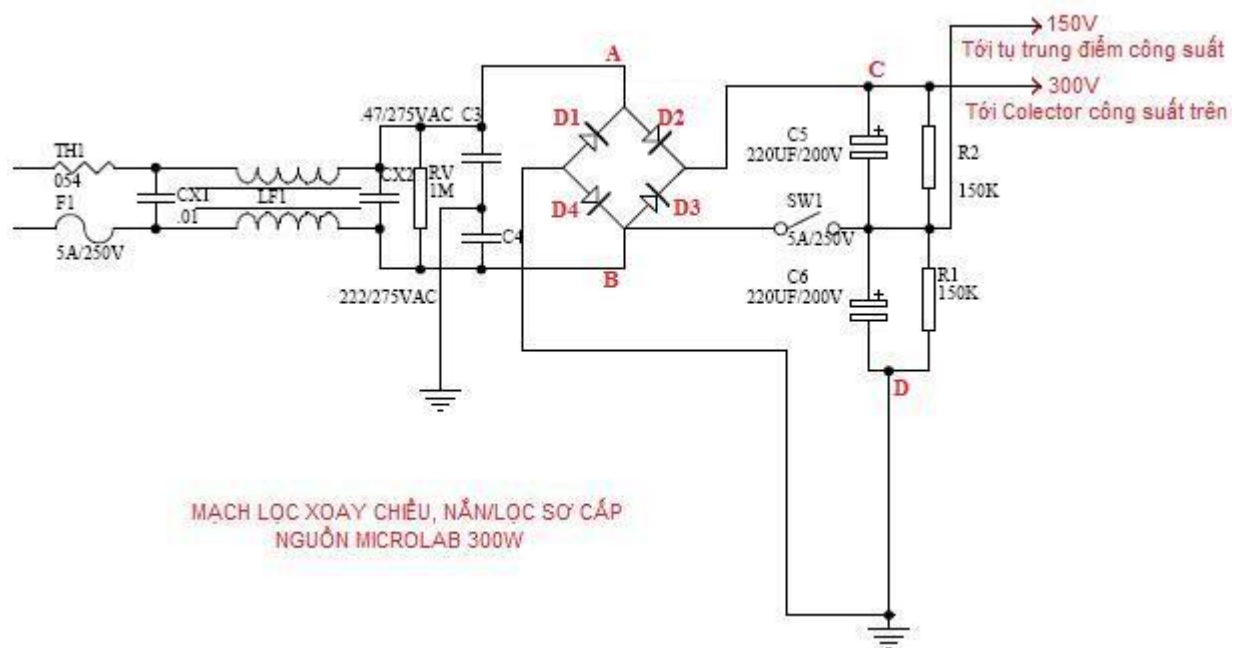 150V
Tới tụ trung điểm công suất
A
C
300V
Tới Colector công suất trên
.47/275VAC
C3
D1
D2
TH1
054
CX1
.01
LF1
CX2
RV
1M
C5
220UF/200V
R2
150K
F1
5A/250V
D4
D3
SW1
5A/250V
C4
B
222/275VAC
C6
220UF/200V
R1
150K
D
MẠCH LỌC XOAY CHIỀU, NẮN/LỌC SƠ CẤP
NGUỒN MICROLAB 300W